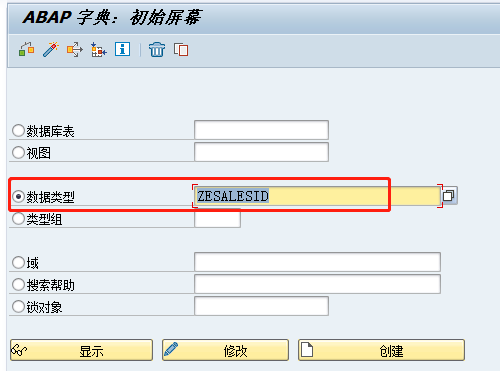 ABAP 字典：初始屏幕
数据库表
视图
数据类型 ZESALESID
类型组
域
搜索帮助
锁对象
显示 修改 创建